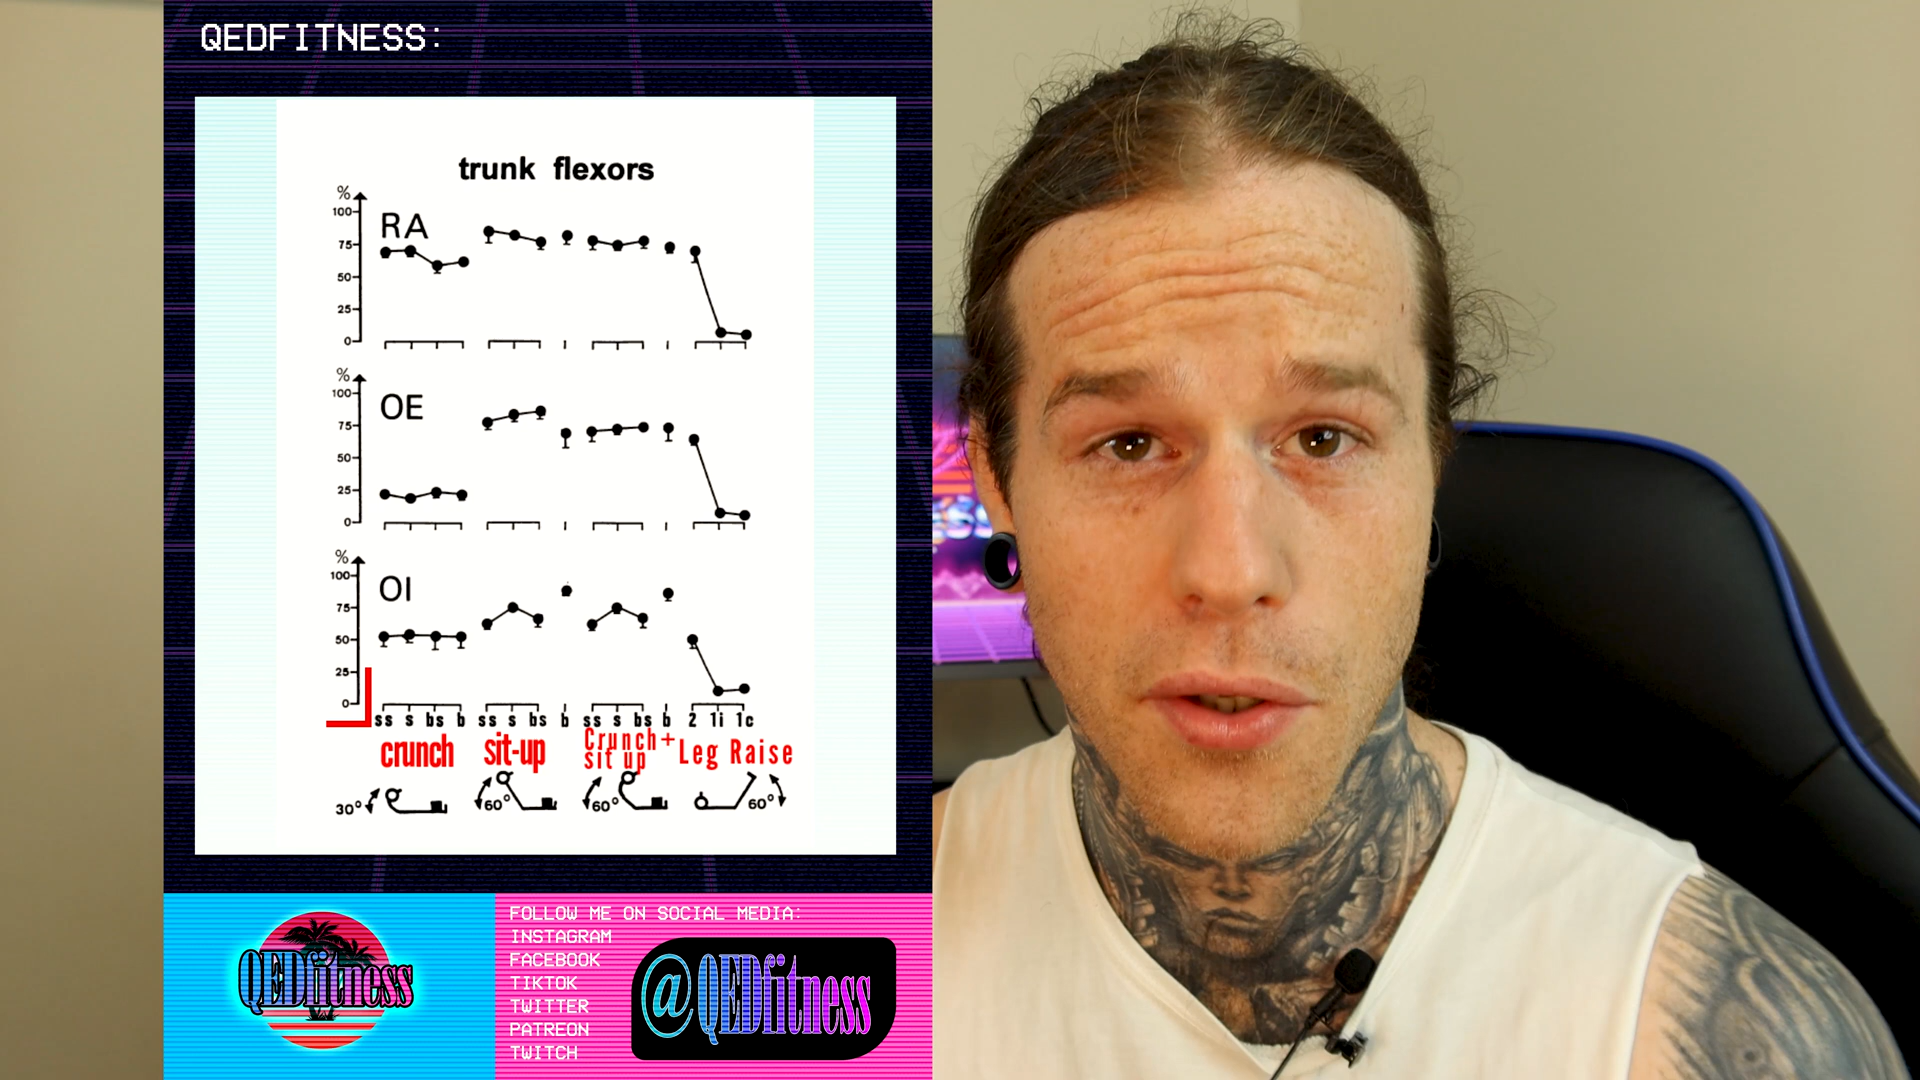 QEDFITNESS:
trunk flexors
%
100
75
50
25
0
RA
%
100
75
50
25
0
OE
%
100
75
50
25
0
OI
ss s bs b ss s bs b ss s bs b 2 1i 1c
crunch sit-up Crunch+ sit up Leg Raise
30° 60° 60° 60°
QEDfitness
FOLLOW ME ON SOCIAL MEDIA:
INSTAGRAM
FACEBOOK
TIKTOK
TWITTER
PATREON
TWITCH
@QEDfitness